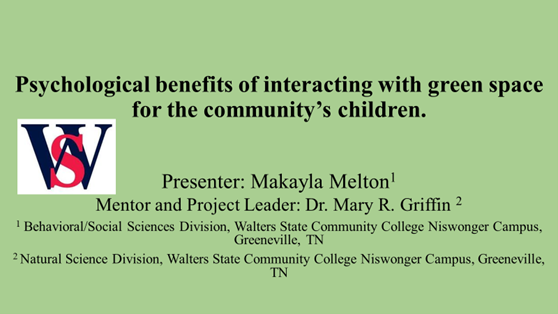 Psychological benefits of interacting with green space
for the community’s children.
WS
Presenter: Makayla Melton1
Mentor and Project Leader: Dr. Mary R. Griffin 2
1 Behavioral/Social Sciences Division, Walters State Community College Niswonger Campus,
Greeneville, TN
2 Natural Science Division, Walters State Community College Niswonger Campus, Greeneville,
TN